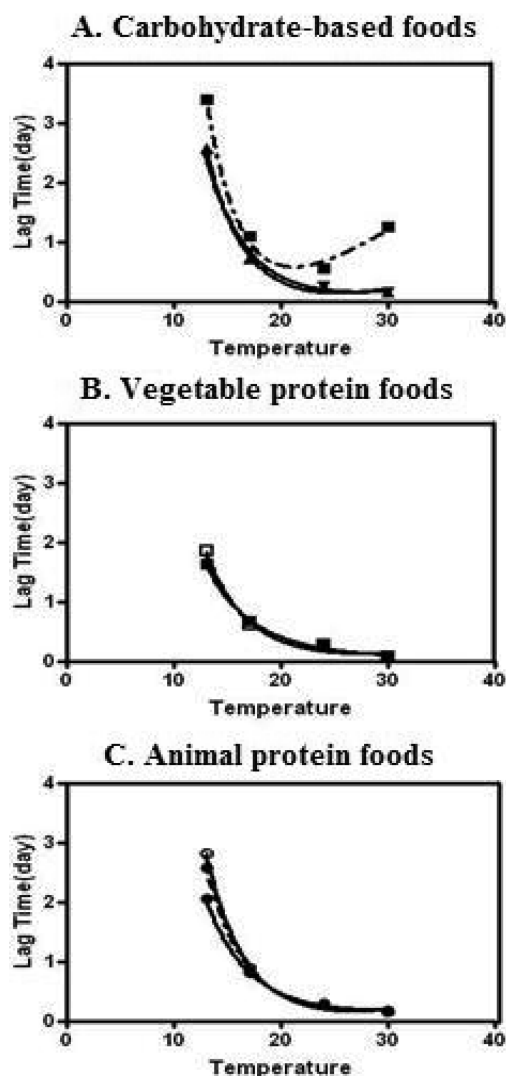 A. Carbohydrate-based foods
4
3
2
1
0
Lag Time(day)
0 10 20 30 40
Temperature
B. Vegetable protein foods
4
3
2
1
0
Lag Time(day)
0 10 20 30 40
Temperature
C. Animal protein foods
4
3
2
1
0
Lag Time(day)
0 10 20 30 40
Temperature